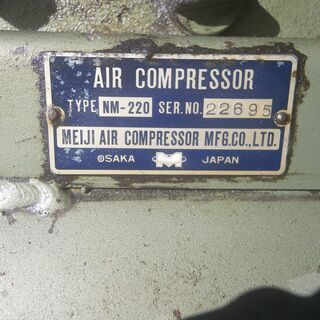 AIR COMPRESSOR
TYPE NM-220 SER.NO. 22695
MEIJI AIR COMPRESSOR MFG.CO.,LTD.
OSAKA M JAPAN